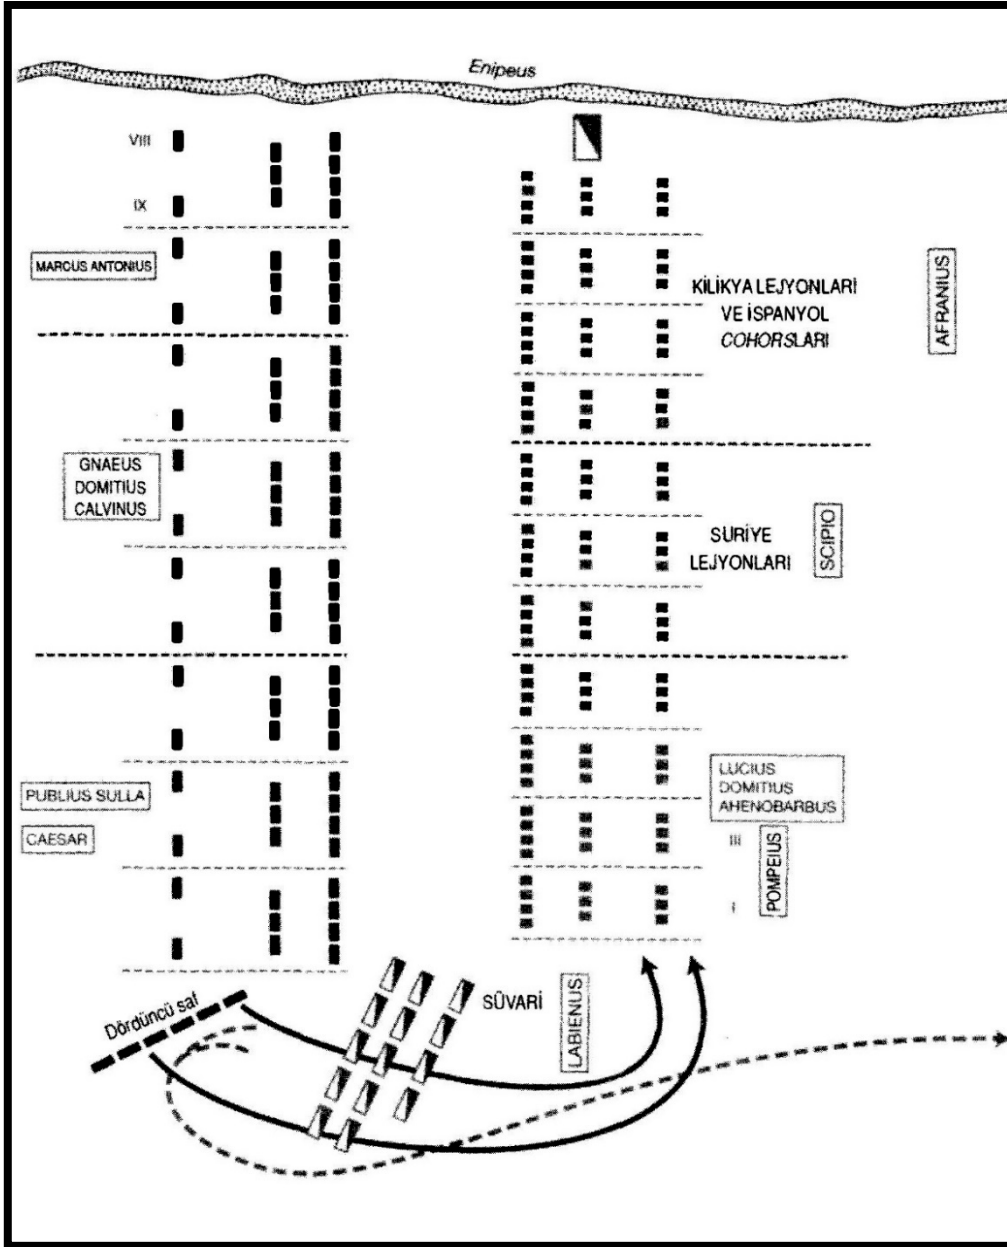 Enipeus
VIII
IX
MARCUS ANTONIUS
GNAEUS
DOMITIUS
CALVINUS
PUBLIUS SULLA
CAESAR
Dördüncü saf
KİLİKYA LEJYONLARI
VE İSPANYOL
COHORSLARI
AFRANIUS
SURİYE
LEJYONLARI
SCIPIO
LUCIUS
DOMITIUS
AHENOBARBUS
III
I
POMPEIUS
SÜVARİ
LABIENUS